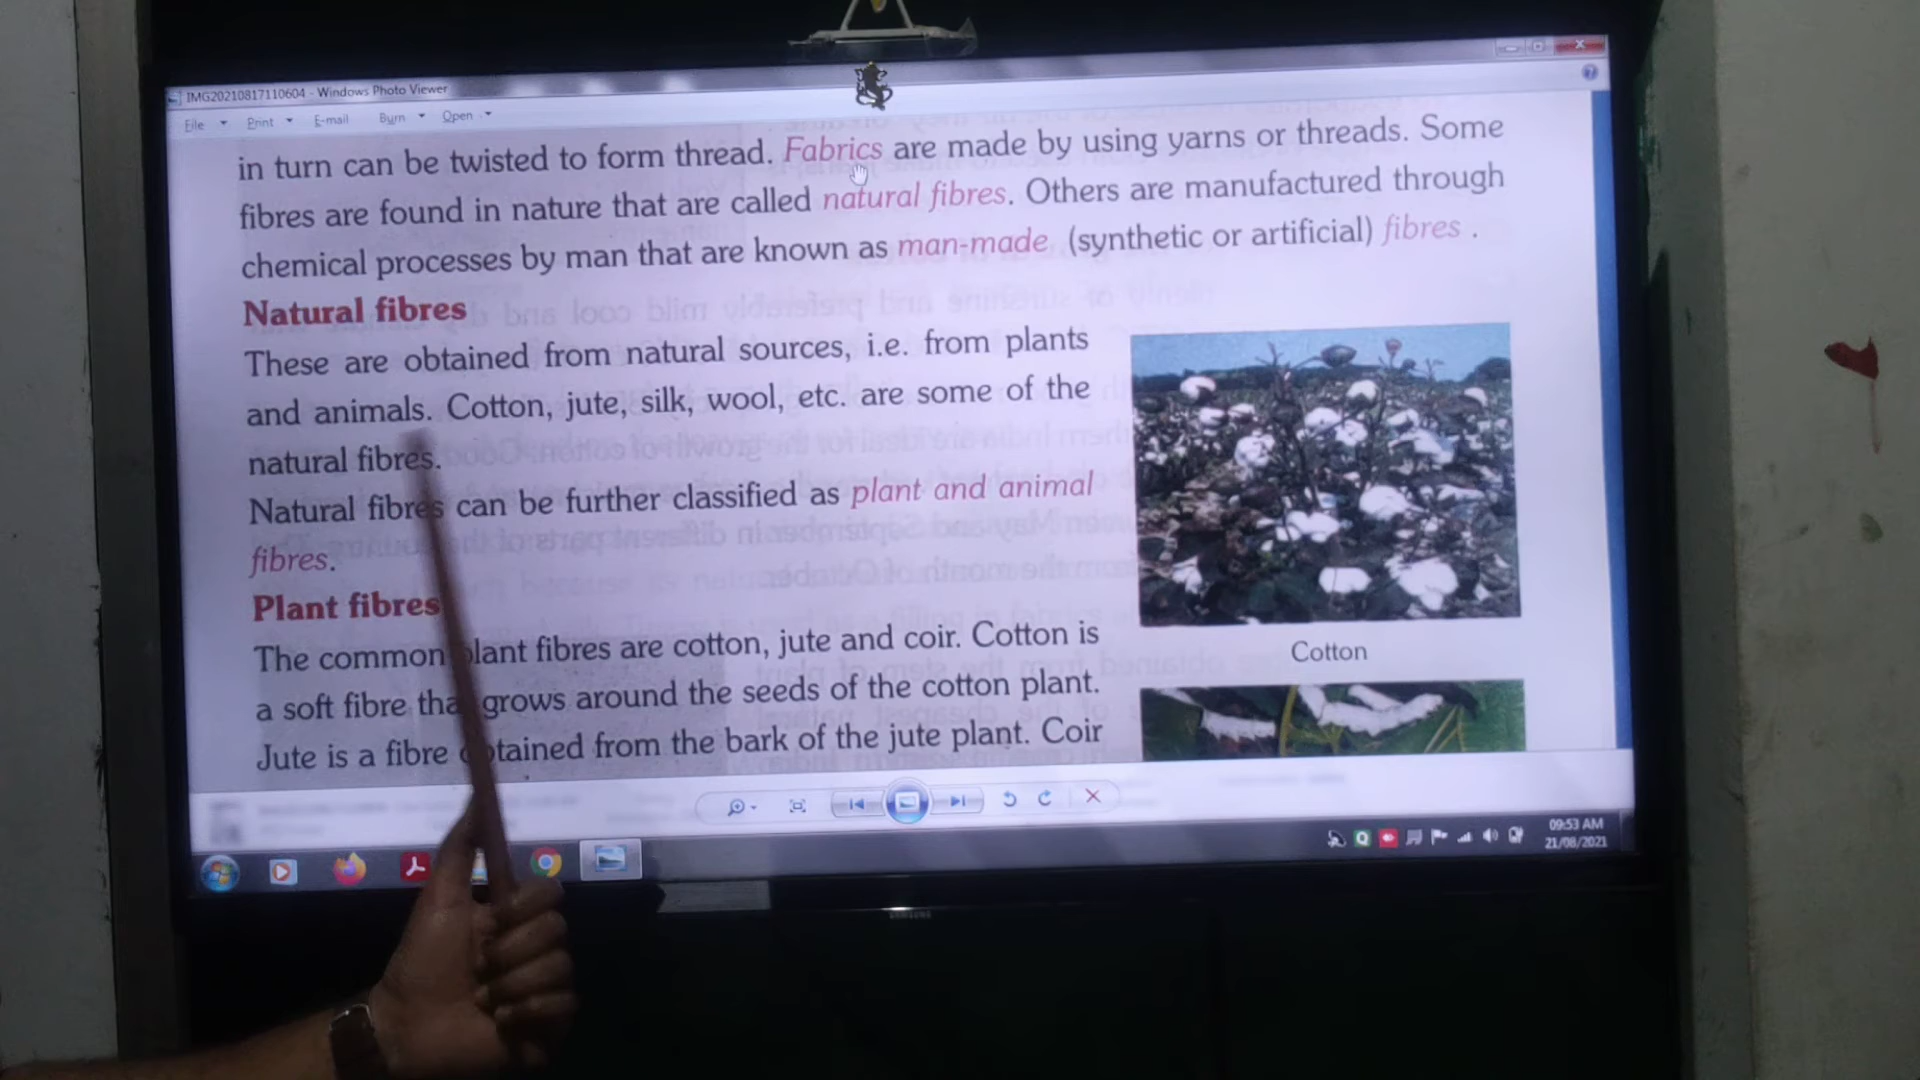 IMG20210817110604 - Windows Photo Viewer
File Print E-mail Burn Open
in turn can be twisted to form thread. Fabrics are made by using yarns or threads. Some
fibres are found in nature that are called natural fibres. Others are manufactured through
chemical processes by man that are known as man-made (synthetic or artificial) fibres .
Natural fibres
These are obtained from natural sources, i.e. from plants
and animals. Cotton, jute, silk, wool, etc. are some of the
natural fibres.
Natural fibres can be further classified as plant and animal
fibres.
Plant fibres
The common plant fibres are cotton, jute and coir. Cotton is
a soft fibre that grows around the seeds of the cotton plant.
Jute is a fibre obtained from the bark of the jute plant. Coir
Cotton
09:53 AM
21/08/2021
SAMSUNG